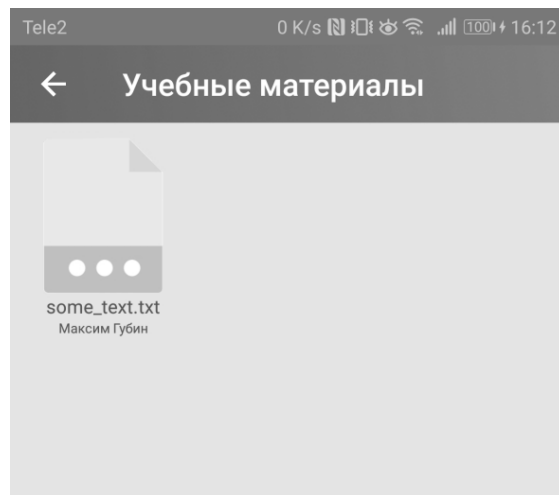 Tele2 0 K/s 100 16:12
Учебные материалы
some_text.txt
Максим Губин